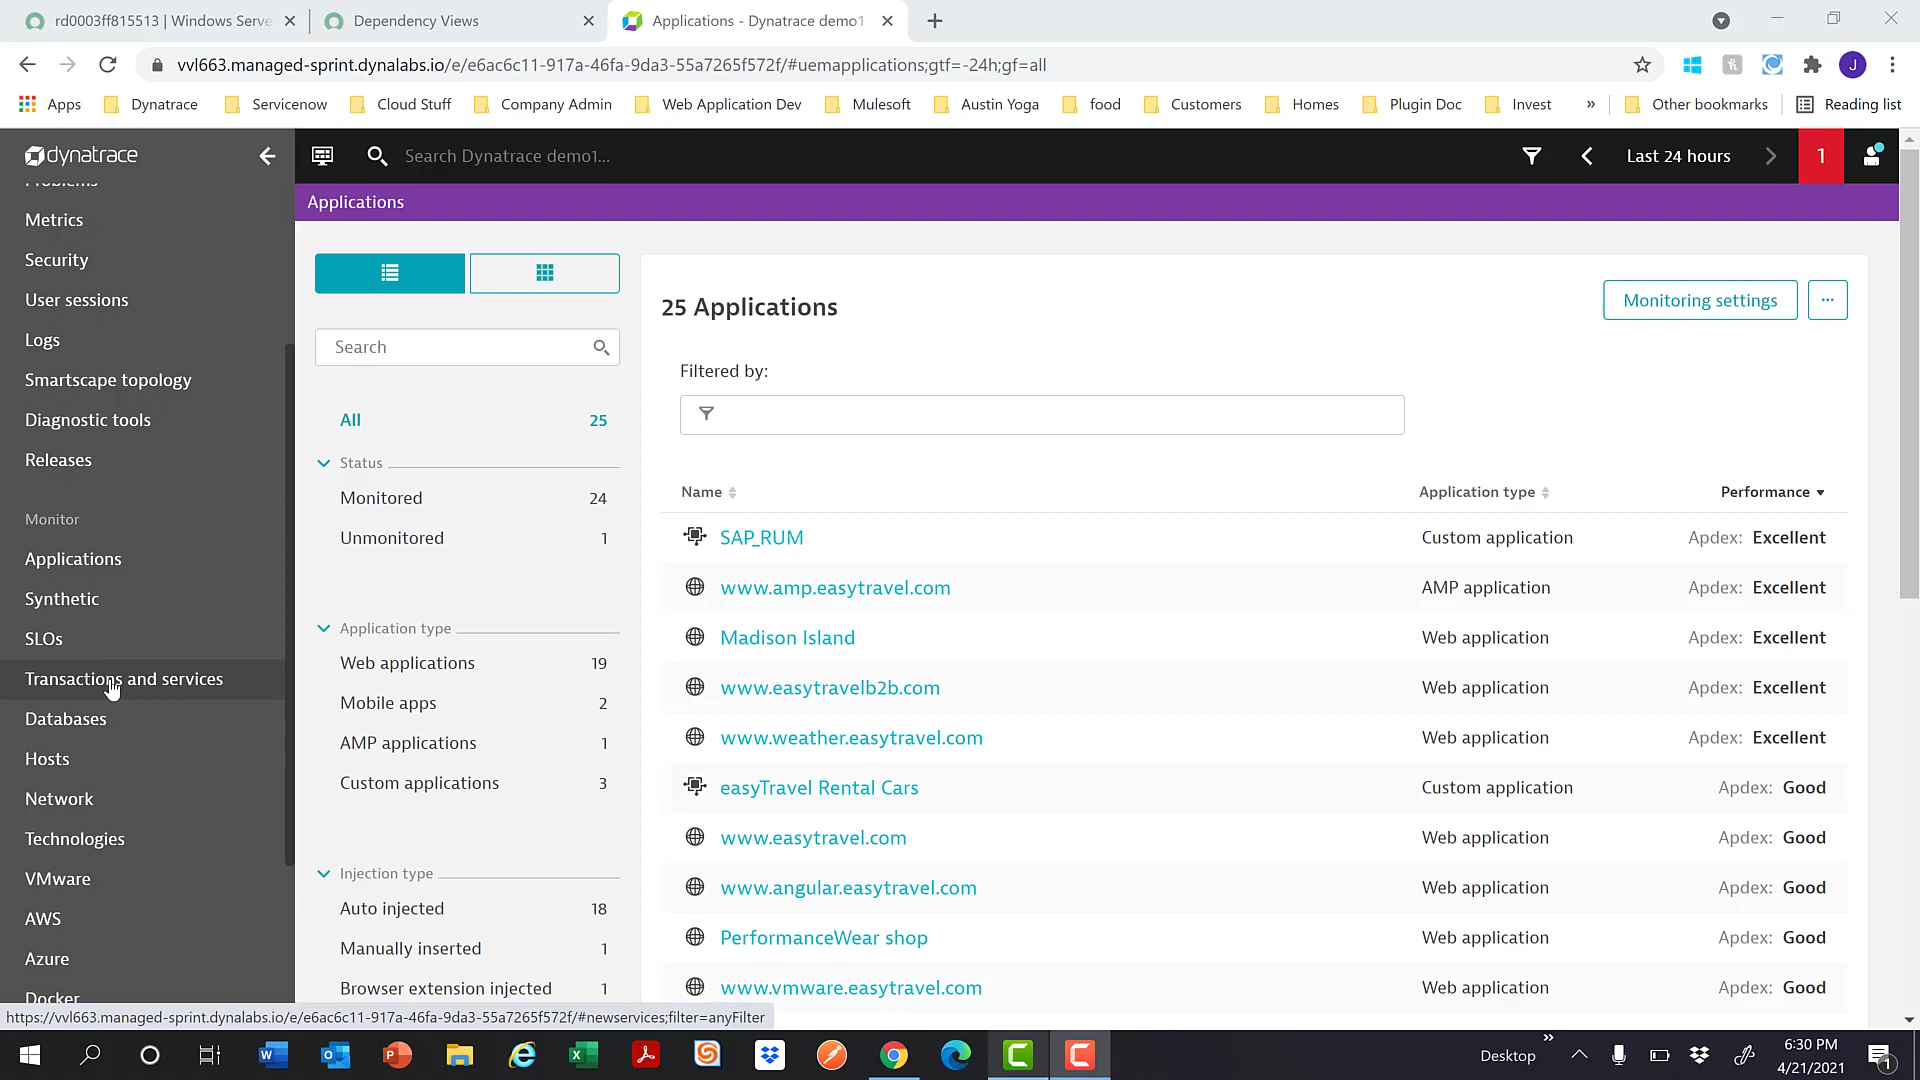 rd0003ff815513 | Windows Serve
Dependency Views
Applications - Dynatrace demo1
vvl663.managed-sprint.dynalabs.io/e/e6ac6c11-917a-46fa-9da3-55a7265f572f/#uemapplications;gtf=-24h;gf=all
J
Apps
Dynatrace
Servicenow
Cloud Stuff
Company Admin
Web Application Dev
Mulesoft
Austin Yoga
food
Customers
Homes
Plugin Doc
Invest
»
Other bookmarks
Reading list
dynatrace
Search Dynatrace demo1...
Last 24 hours
1
Problems
Metrics
Security
User sessions
Logs
Smartscape topology
Diagnostic tools
Releases
Monitor
Applications
Synthetic
SLOs
Transactions and services
Databases
Hosts
Network
Technologies
VMware
AWS
Azure
Docker
Applications
Search
All 25
Status
Monitored 24
Unmonitored 1
Application type
Web applications 19
Mobile apps 2
AMP applications 1
Custom applications 3
Injection type
Auto injected 18
Manually inserted 1
Browser extension injected 1
25 Applications
Monitoring settings
...
Filtered by:
Name Application type Performance
SAP_RUM Custom application Apdex: Excellent
www.amp.easytravel.com AMP application Apdex: Excellent
Madison Island Web application Apdex: Excellent
www.easytravelb2b.com Web application Apdex: Excellent
www.weather.easytravel.com Web application Apdex: Excellent
easyTravel Rental Cars Custom application Apdex: Good
www.easytravel.com Web application Apdex: Good
www.angular.easytravel.com Web application Apdex: Good
PerformanceWear shop Web application Apdex: Good
www.vmware.easytravel.com Web application Apdex: Good
https://vvl663.managed-sprint.dynalabs.io/e/e6ac6c11-917a-46fa-9da3-55a7265f572f/#newservices;filter=anyFilter
Desktop
»
6:30 PM
4/21/2021
1